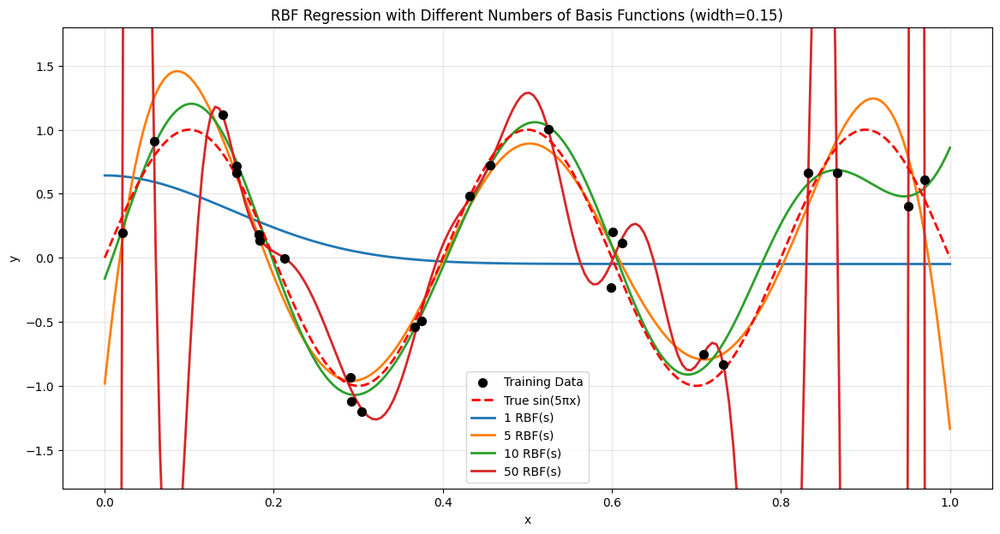 RBF Regression with Different Numbers of Basis Functions (width=0.15)
y
1.5
1.0
0.5
0.0
−0.5
−1.0
−1.5
Training Data
True sin(5πx)
1 RBF(s)
5 RBF(s)
10 RBF(s)
50 RBF(s)
0.0 0.2 0.4 0.6 0.8 1.0
x